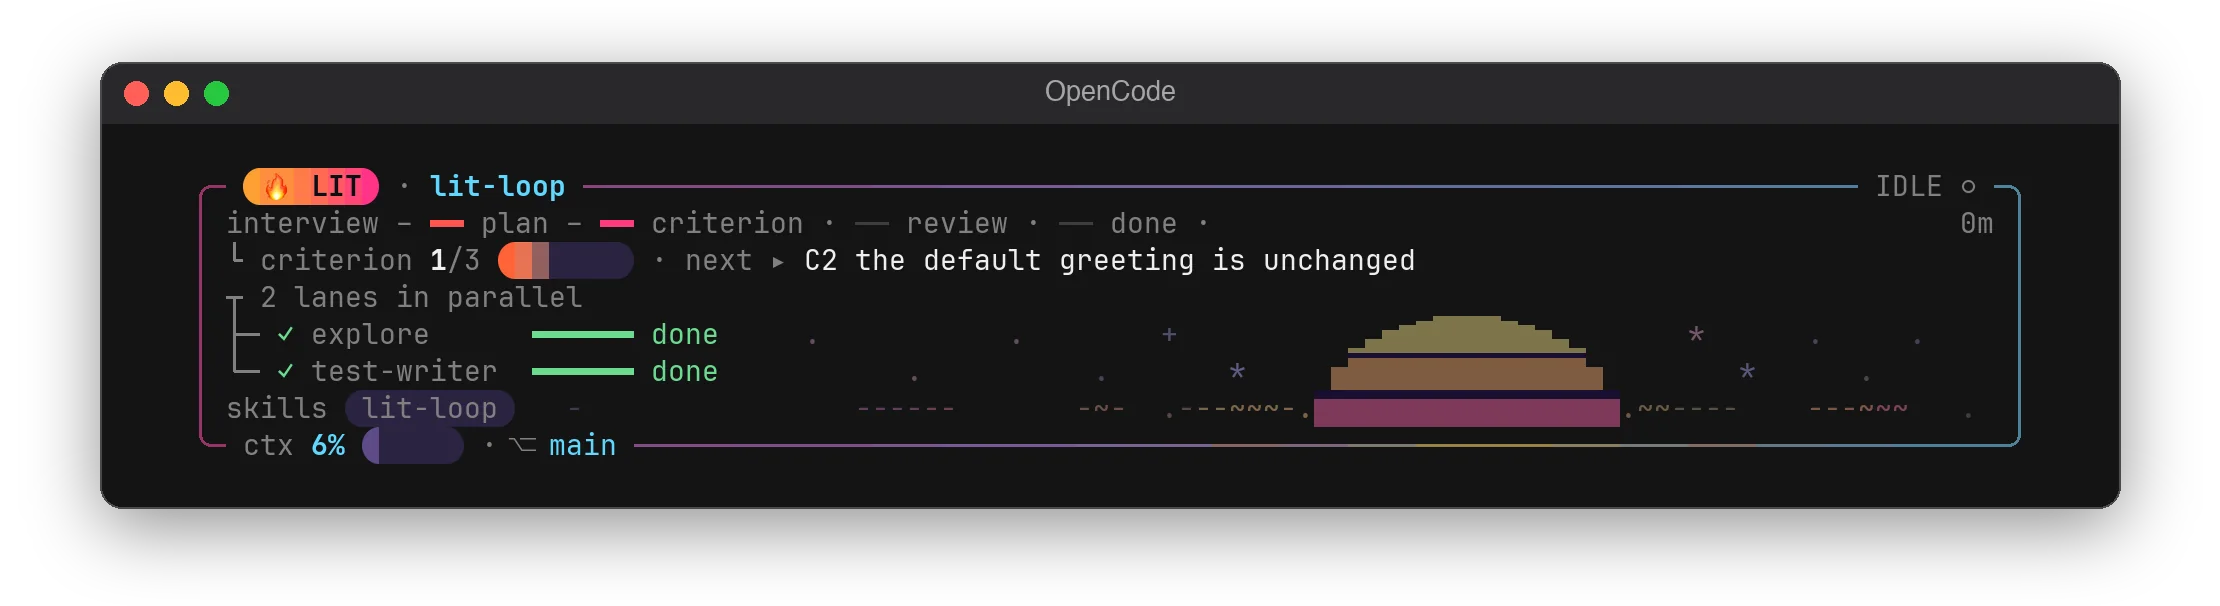 OpenCode
🔥 LIT · lit-loop IDLE ○
interview – plan – criterion · review · done · 0m
└ criterion 1/3 · next ▸ C2 the default greeting is unchanged
2 lanes in parallel
✓ explore done
✓ test-writer done
skills lit-loop
ctx 6% · ⌥ main